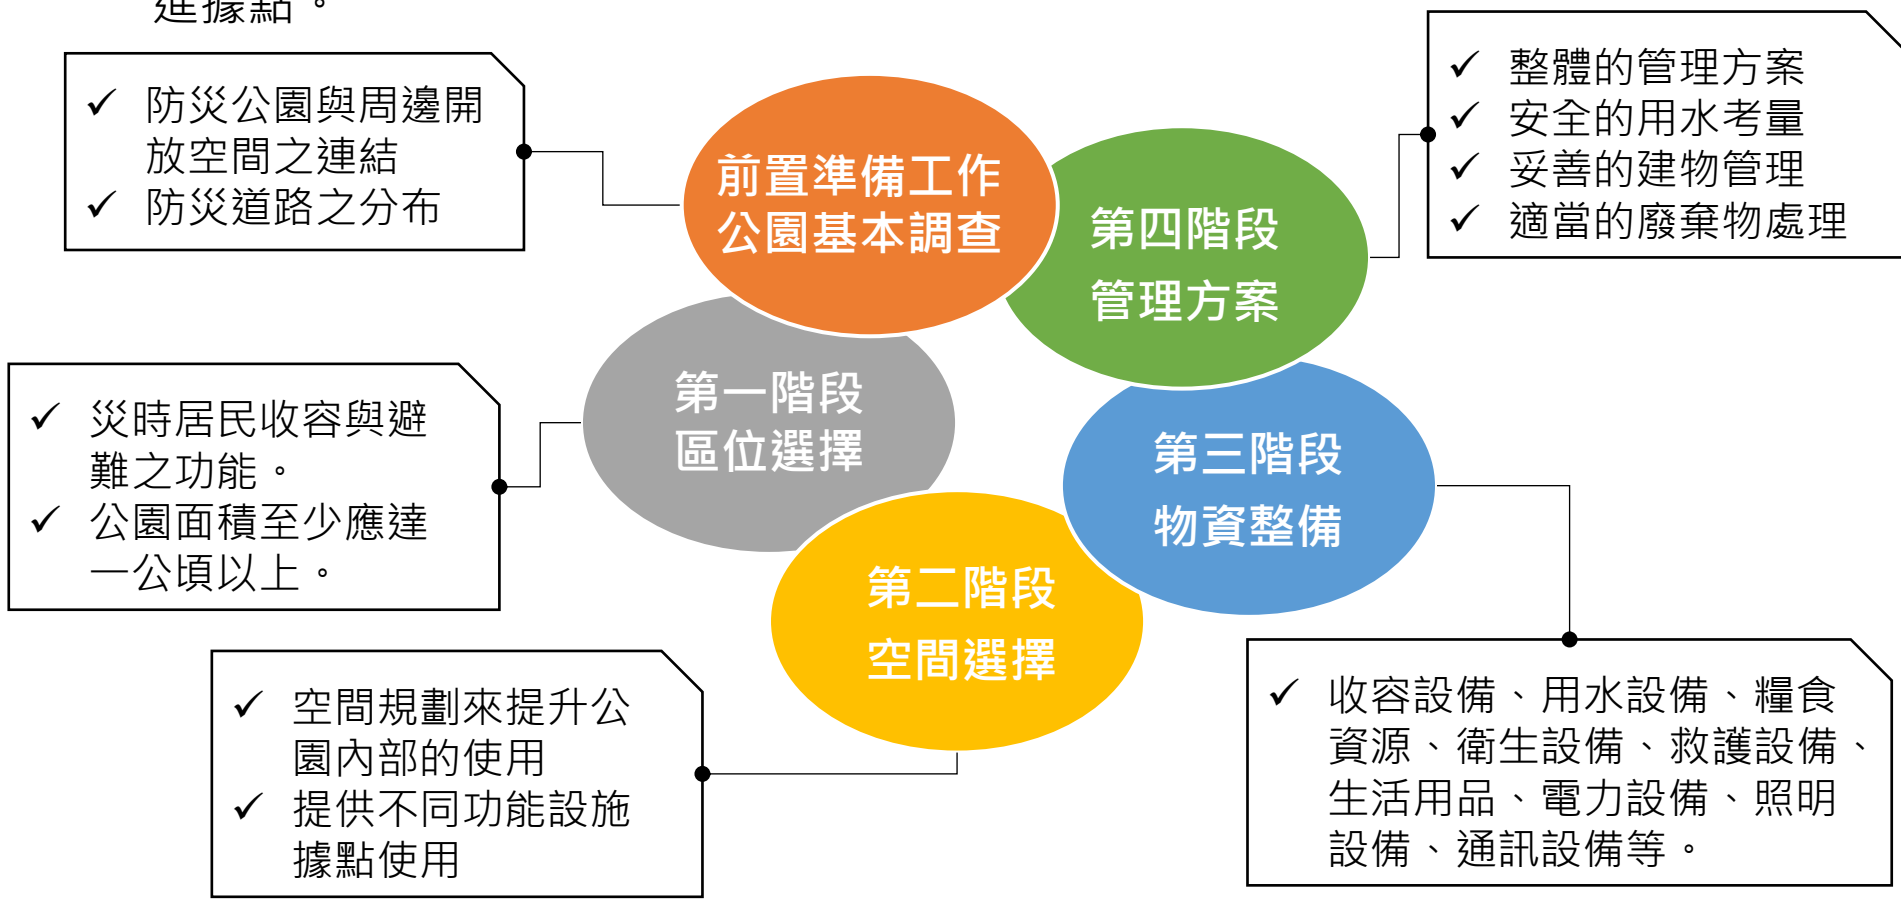 進據點。
防災公園與周邊開
放空間之連結
防災道路之分布
前置準備工作
公園基本調查
第四階段
管理方案
整體的管理方案
安全的用水考量
妥善的建物管理
適當的廢棄物處理
災時居民收容與避
難之功能。
公園面積至少應達
一公頃以上。
第一階段
區位選擇
第三階段
物資整備
第二階段
空間選擇
空間規劃來提升公
園內部的使用
提供不同功能設施
據點使用
收容設備、用水設備、糧食
資源、衛生設備、救護設備、
生活用品、電力設備、照明
設備、通訊設備等。